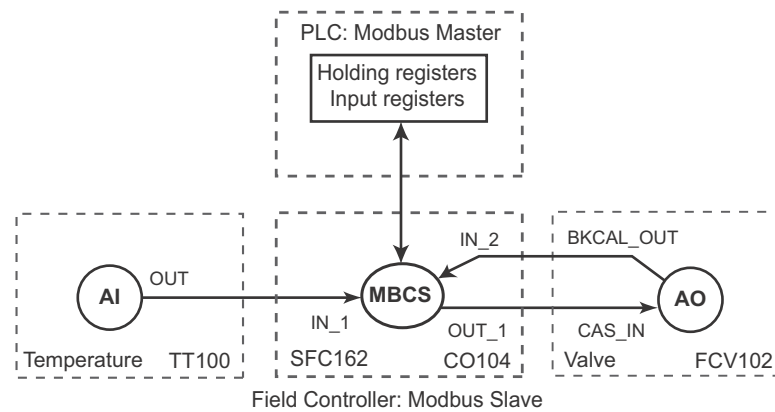 PLC: Modbus Master
Holding registers
Input registers
IN_2
BKCAL_OUT
OUT
AI
MBCS
AO
IN_1
OUT_1
CAS_IN
Temperature
TT100
SFC162
CO104
Valve
FCV102
Field Controller: Modbus Slave